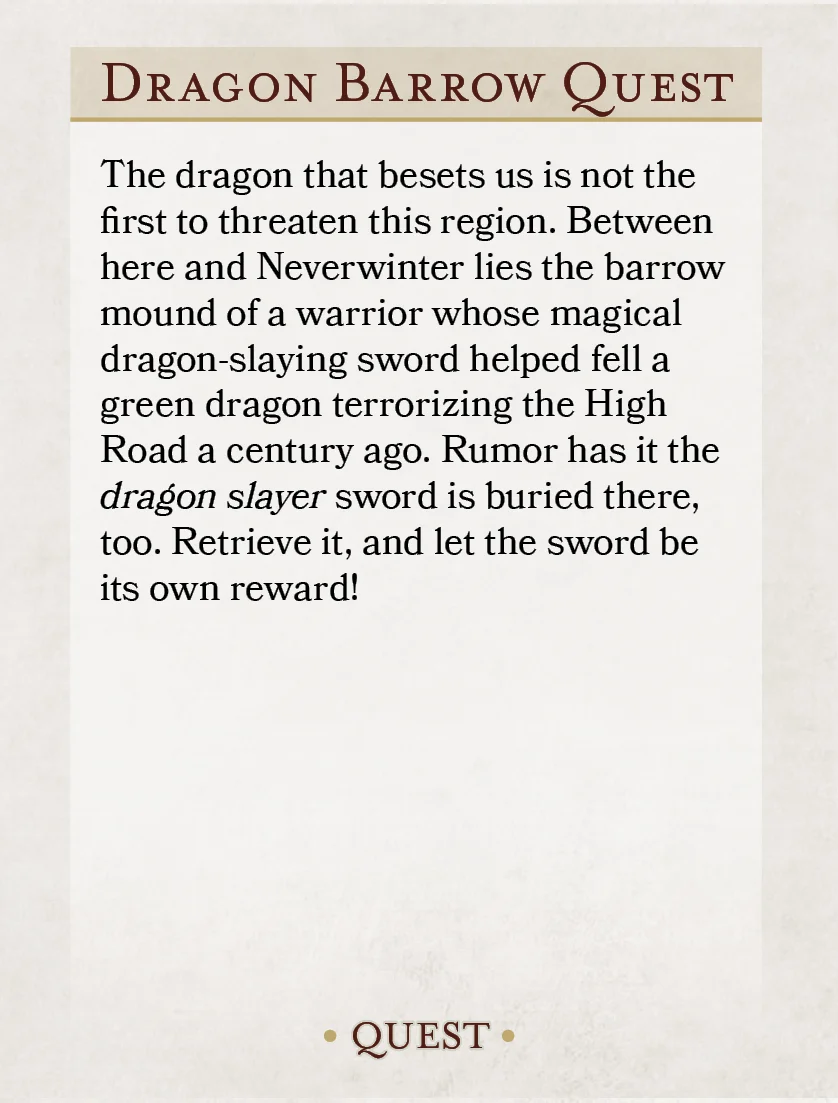 Dragon Barrow Quest
The dragon that besets us is not the
first to threaten this region. Between
here and Neverwinter lies the barrow
mound of a warrior whose magical
dragon-slaying sword helped fell a
green dragon terrorizing the High
Road a century ago. Rumor has it the
dragon slayer sword is buried there,
too. Retrieve it, and let the sword be
its own reward!
• QUEST •